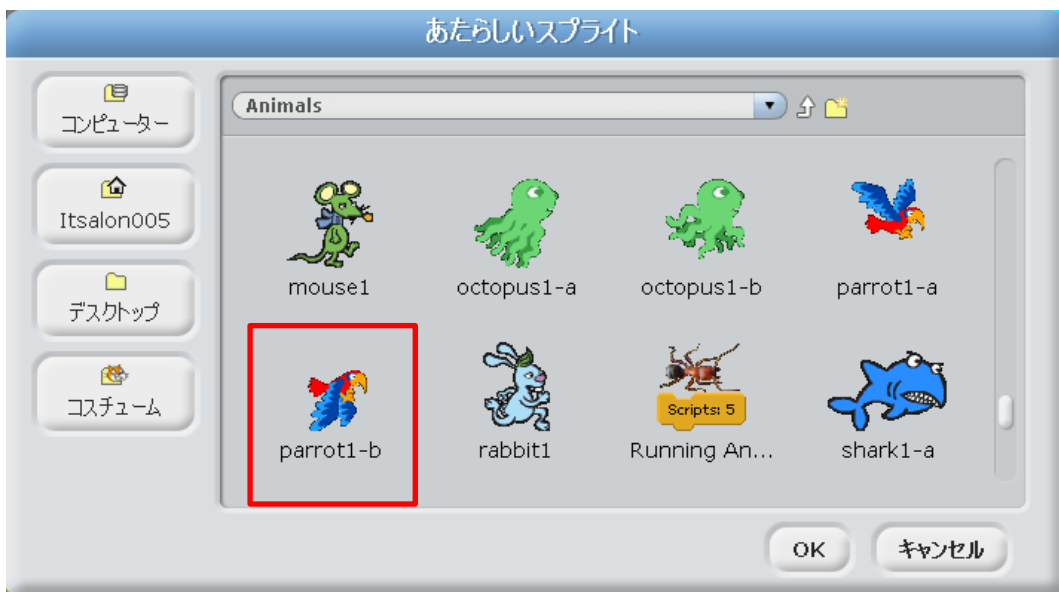 あたらしいスプライト
コンピューター
Itsalon005
デスクトップ
コスチューム
Animals
mouse1
octopus1-a
octopus1-b
parrot1-a
parrot1-b
rabbit1
Scripts: 5
Running An...
shark1-a
OK
キャンセル